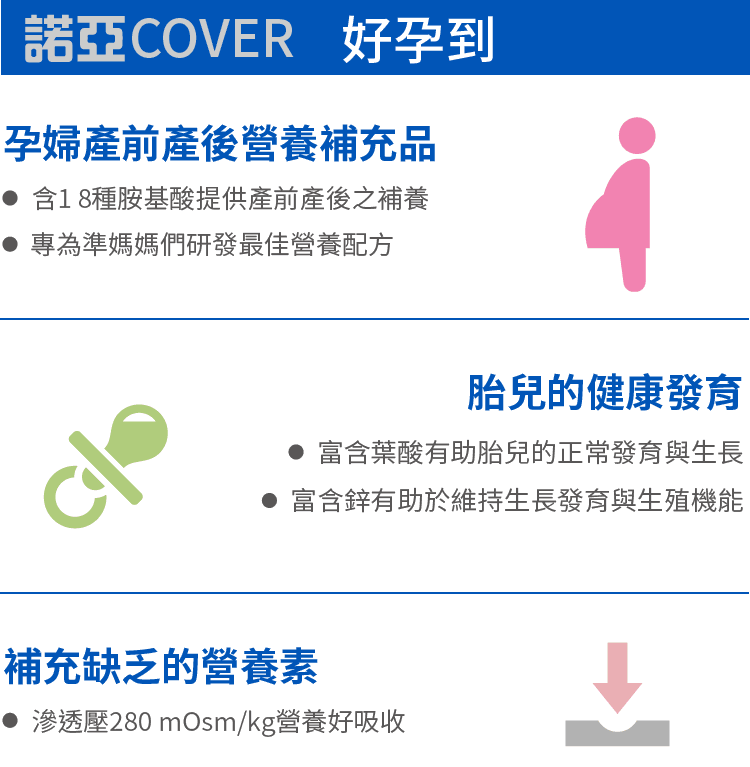 諾亞COVER 好孕到
孕婦產前產後營養補充品
● 含1 8種胺基酸提供產前產後之補養
● 專為準媽媽們研發最佳營養配方
胎兒的健康發育
● 富含葉酸有助胎兒的正常發育與生長
● 富含鋅有助於維持生長發育與生殖機能
補充缺乏的營養素
● 滲透壓280 mOsm/kg營養好吸收